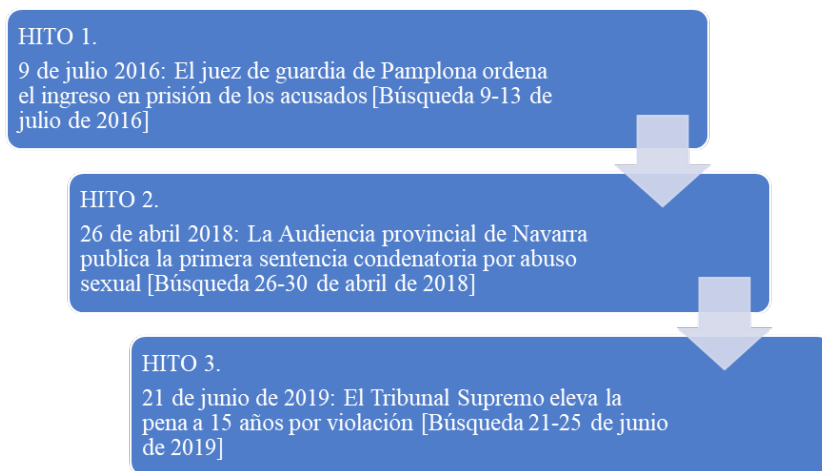 HITO 1.
9 de julio 2016: El juez de guardia de Pamplona ordena
el ingreso en prisión de los acusados [Búsqueda 9-13 de
julio de 2016]
HITO 2.
26 de abril 2018: La Audiencia provincial de Navarra
publica la primera sentencia condenatoria por abuso
sexual [Búsqueda 26-30 de abril de 2018]
HITO 3.
21 de junio de 2019: El Tribunal Supremo eleva la
pena a 15 años por violación [Búsqueda 21-25 de junio
de 2019]